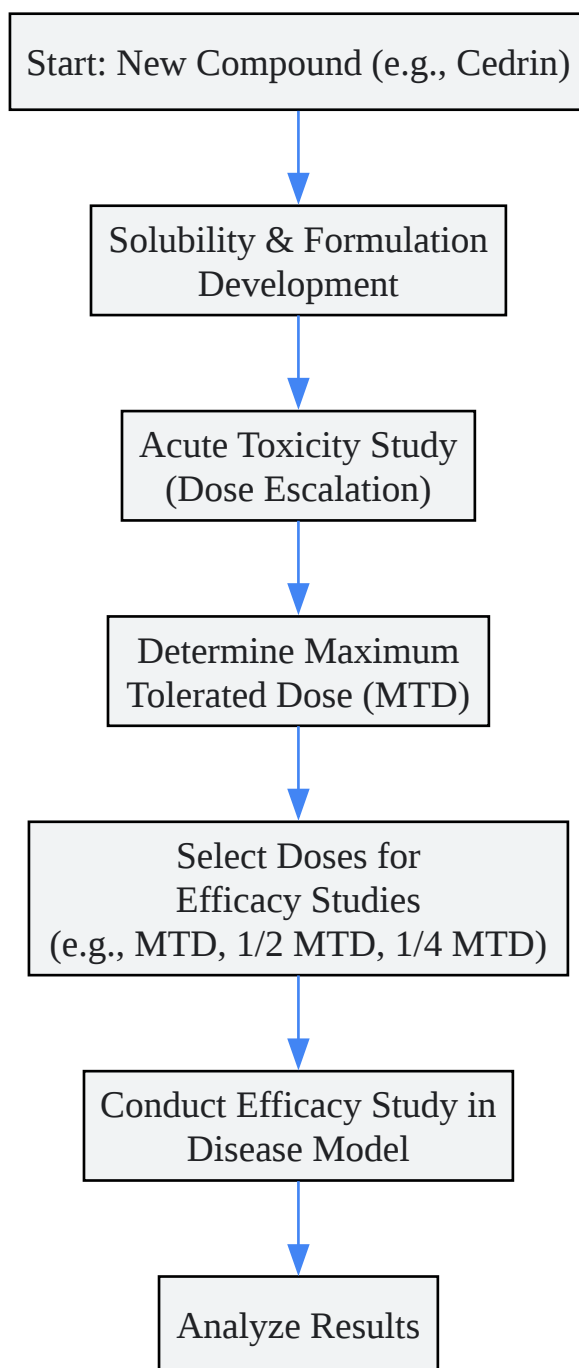 Start: New Compound (e.g., Cedrin)
Solubility & Formulation
Development
Acute Toxicity Study
(Dose Escalation)
Determine Maximum
Tolerated Dose (MTD)
Select Doses for
Efficacy Studies
(e.g., MTD, 1/2 MTD, 1/4 MTD)
Conduct Efficacy Study in
Disease Model
Analyze Results